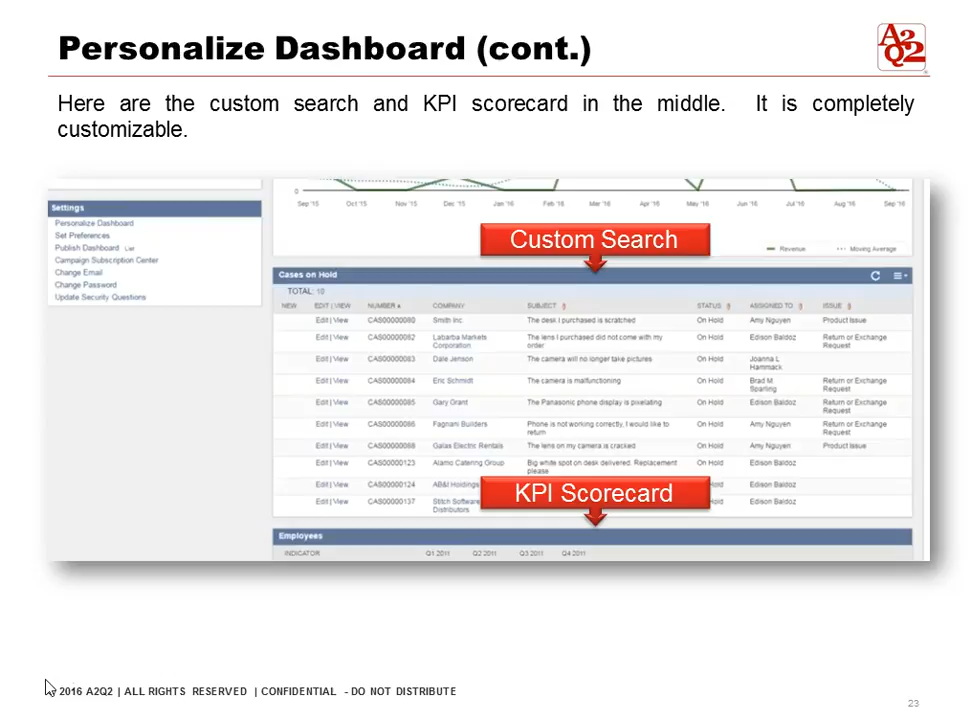 Personalize Dashboard (cont.)
A2
Q2
Here are the custom search and KPI scorecard in the middle. It is completely
customizable.
0
Sep '15 Oct '15 Nov '15 Dec '15 Jan '16 Feb '16 Mar '16 Apr '16 May '16 Jun '16 Jul '16 Aug '16 Sep '16
Revenue Moving Average
Settings
Personalize Dashboard
Set Preferences
Publish Dashboard List
Campaign Subscription Center
Change Email
Change Password
Update Security Questions
Custom Search
Cases on Hold
TOTAL: 10
NEW EDIT | VIEW NUMBER ▲ COMPANY SUBJECT STATUS ASSIGNED TO ISSUE
Edit | View CAS00000080 Smith Inc The desk I purchased is scratched On Hold Amy Nguyen Product Issue
Edit | View CAS00000082 Labarba Markets The lens I purchased did not come with my On Hold Edison Baldoz Return or Exchange
Corporation order Request
Edit | View CAS00000083 Dale Jenson The camera will no longer take pictures On Hold Joanna L
Hammack
Edit | View CAS00000084 Eric Schmidt The camera is malfunctioning On Hold Brad M Return or Exchange
Sparling Request
Edit | View CAS00000085 Gary Grant The Panasonic phone display is pixelating On Hold Edison Baldoz Return or Exchange
Request
Edit | View CAS00000086 Fagnani Builders Phone is not working correctly, I would like to On Hold Amy Nguyen Return or Exchange
return Request
Edit | View CAS00000088 Galas Electric Rentals The lens on my camera is cracked On Hold Amy Nguyen Product Issue
Edit | View CAS00000123 Alamo Catering Group Big white spot on desk delivered. Replacement On Hold Edison Baldoz
please
Edit | View CAS00000124 AB&I Holdings Hold Edison Baldoz
Edit | View CAS00000137 Stitch Software Hold Edison Baldoz
Distributors
KPI Scorecard
Employees
INDICATOR Q1 2011 Q2 2011 Q3 2011 Q4 2011
2016 A2Q2 | ALL RIGHTS RESERVED | CONFIDENTIAL - DO NOT DISTRIBUTE
23